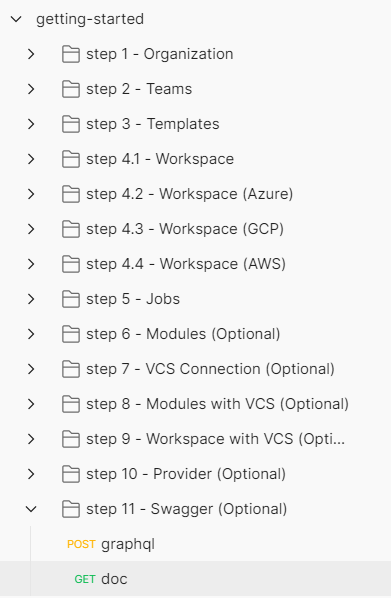 getting-started
step 1 - Organization
step 2 - Teams
step 3 - Templates
step 4.1 - Workspace
step 4.2 - Workspace (Azure)
step 4.3 - Workspace (GCP)
step 4.4 - Workspace (AWS)
step 5 - Jobs
step 6 - Modules (Optional)
step 7 - VCS Connection (Optional)
step 8 - Modules with VCS (Optional)
step 9 - Workspace with VCS (Opti...
step 10 - Provider (Optional)
step 11 - Swagger (Optional)
POST graphql
GET doc